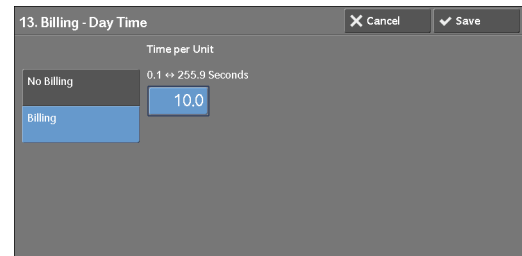 13. Billing - Day Time
Cancel
Save
Time per Unit
0.1 ↔ 255.9 Seconds
No Billing
10.0
Billing